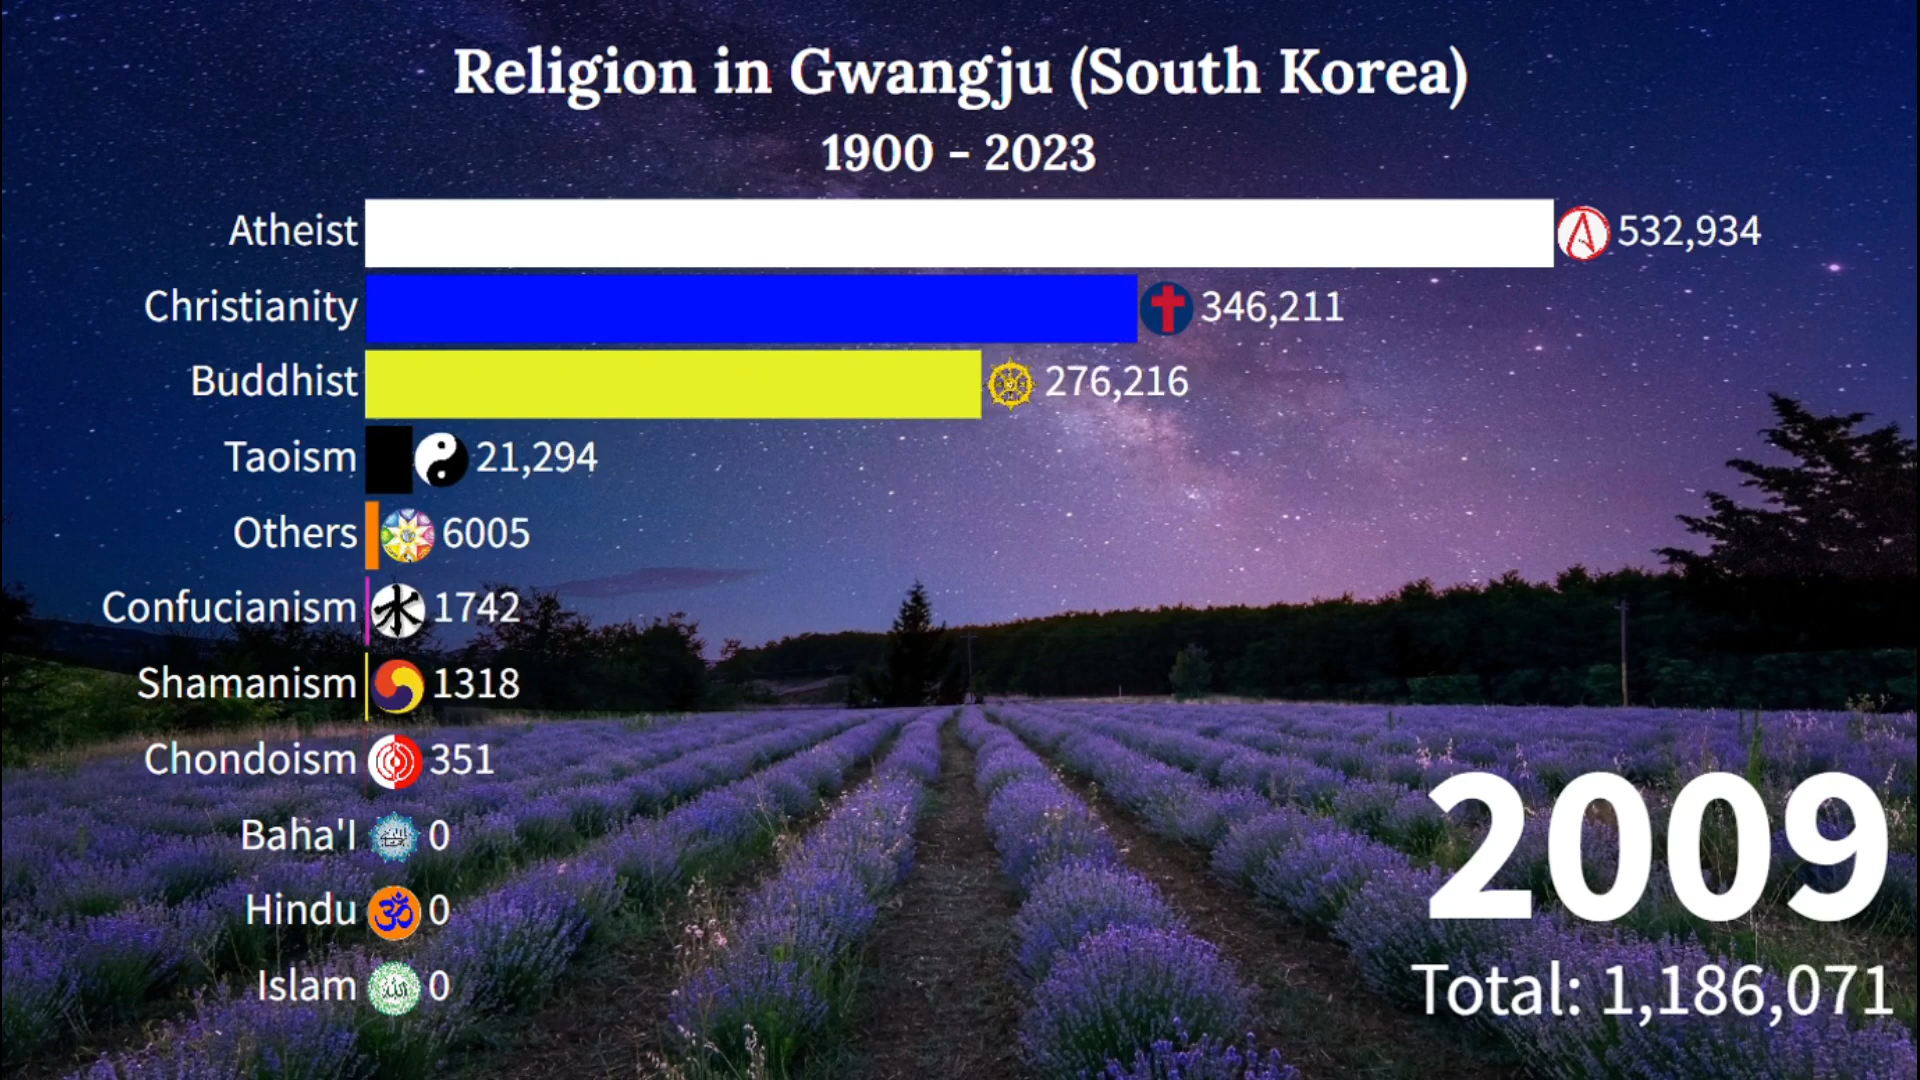 Religion in Gwangju (South Korea)
1900 - 2023
Atheist 532,934
Christianity 346,211
Buddhist 276,216
Taoism 21,294
Others 6005
Confucianism 1742
Shamanism 1318
Chondoism 351
Baha'I 0
Hindu 0
Islam 0
2009
Total: 1,186,071